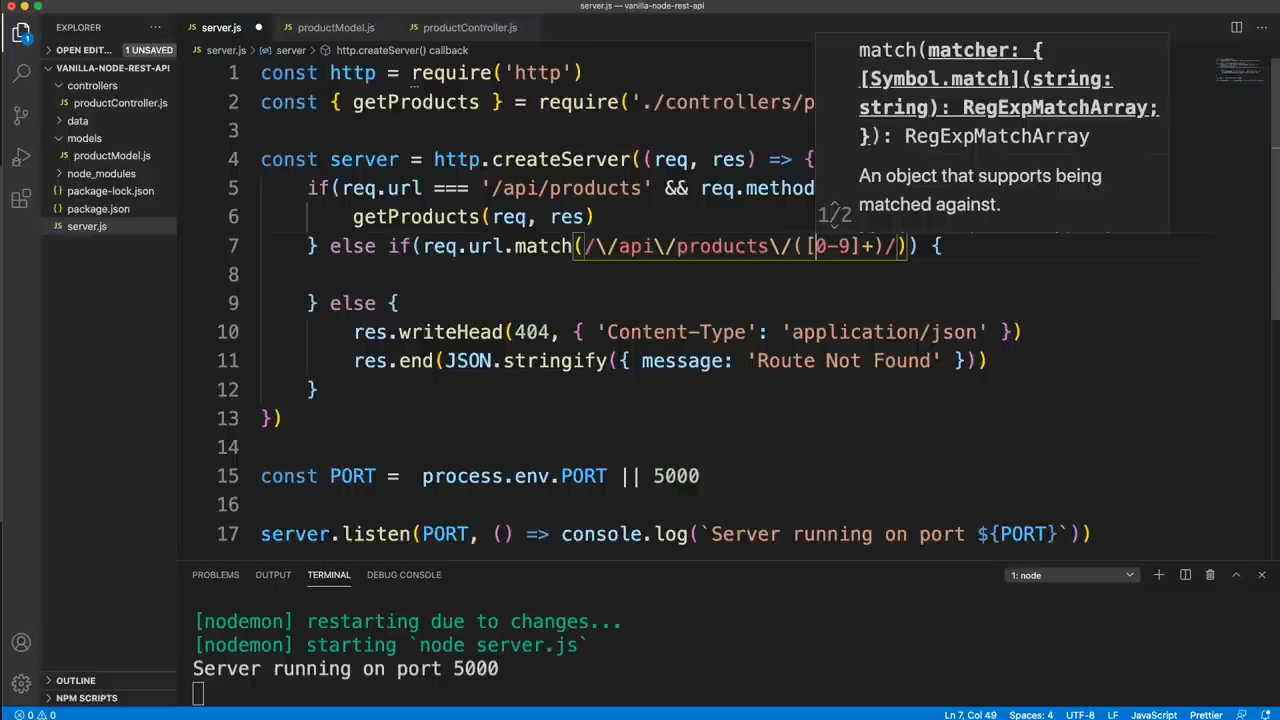 server.js — vanilla-node-rest-api
EXPLORER
OPEN EDIT... 1 UNSAVED
VANILLA-NODE-REST-API
controllers
productController.js
data
models
productModel.js
node_modules
package-lock.json
package.json
server.js
OUTLINE
NPM SCRIPTS
server.js
productModel.js
productController.js
server.js > server > http.createServer() callback
1 const http = require('http')
2 const { getProducts } = require('./controllers/p
3
4 const server = http.createServer((req, res) => {
5 if(req.url === '/api/products' && req.method
6 getProducts(req, res)
7 } else if(req.url.match(/\/api\/products\/([0-9]+)/)) {
8
9 } else {
10 res.writeHead(404, { 'Content-Type': 'application/json' })
11 res.end(JSON.stringify({ message: 'Route Not Found' }))
12 }
13 })
14
15 const PORT =  process.env.PORT || 5000
16
17 server.listen(PORT, () => console.log(`Server running on port ${PORT}`))
match(matcher: {
[Symbol.match](string:
string): RegExpMatchArray;
}): RegExpMatchArray
An object that supports being
matched against.
1/2
PROBLEMS OUTPUT TERMINAL DEBUG CONSOLE
1: node
[nodemon] restarting due to changes...
[nodemon] starting `node server.js`
Server running on port 5000
0 0
Ln 7, Col 49 Spaces: 4 UTF-8 LF JavaScript Prettier